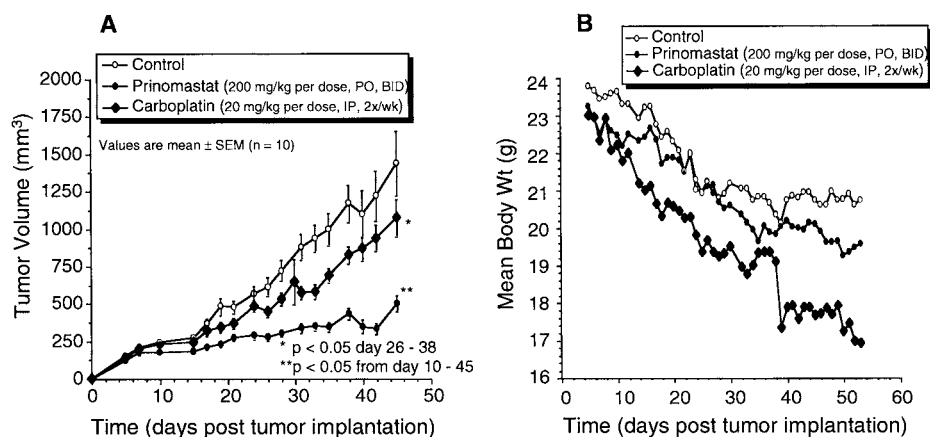 A
Control
Prinomastat (200 mg/kg per dose, PO, BID)
Carboplatin (20 mg/kg per dose, IP, 2x/wk)
Values are mean ± SEM (n = 10)
Tumor Volume (mm³)
2000
1750
1500
1250
1000
750
500
250
0
*
**
* p < 0.05 day 26 - 38
**p < 0.05 from day 10 - 45
0 10 20 30 40 50
Time (days post tumor implantation)
B
Control
Prinomastat (200 mg/kg per dose, PO, BID)
Carboplatin (20 mg/kg per dose, IP, 2x/wk)
Mean Body Wt (g)
24
23
22
21
20
19
18
17
16
0 10 20 30 40 50 60
Time (days post tumor implantation)